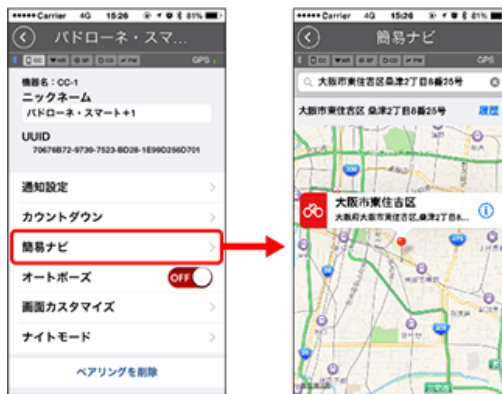 Carrier 4G 15:26 81%
パドローネ・スマ...
GPS
機器名：CC-1
ニックネーム
パドローネ・スマート+1
UUID
70676B72-9739-7523-BD28-1E99D256D701
通知設定
カウントダウン
簡易ナビ
オートポーズ
OFF
画面カスタマイズ
ナイトモード
ペアリングを削除
Carrier 4G 15:26 81%
簡易ナビ
GPS
大阪市東住吉区桑津2丁目8番25号
大阪市東住吉区 桑津2丁目8番25号
履歴
大阪市東住吉区
大阪府大阪市東住吉区,桑津2丁目8...